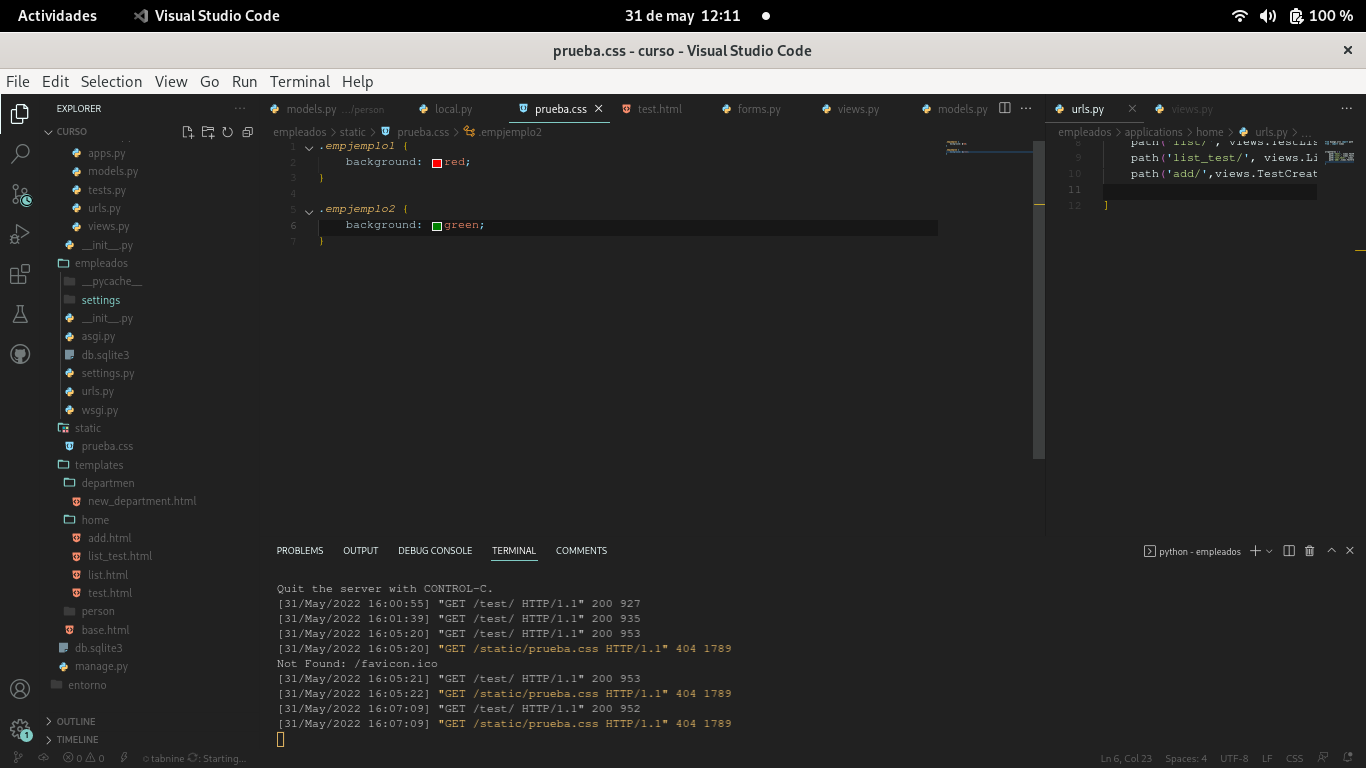 Actividades Visual Studio Code 31 de may 12:11 100 %
prueba.css - curso - Visual Studio Code
File Edit Selection View Go Run Terminal Help
EXPLORER
CURSO
apps.py
models.py
tests.py
urls.py
views.py
__init__.py
empleados
__pycache__
settings
__init__.py
asgi.py
db.sqlite3
settings.py
urls.py
wsgi.py
static
prueba.css
templates
departmen
new_department.html
home
add.html
list_test.html
list.html
test.html
person
base.html
db.sqlite3
manage.py
entorno
OUTLINE
TIMELINE
models.py .../person local.py prueba.css test.html forms.py views.py models.py
empleados > static > prueba.css > .empjemplo2
1 .empjemplo1 {
2 background: red;
3 }
4
5 .empjemplo2 {
6 background: green;
7 }
urls.py views.py
empleados > applications > home > urls.py > ...
8 path('list/', views.TestLis
9 path('list_test/', views.Li
10 path('add/',views.TestCreat
11
12 ]
PROBLEMS OUTPUT DEBUG CONSOLE TERMINAL COMMENTS
python - empleados
Quit the server with CONTROL-C.
[31/May/2022 16:00:55] "GET /test/ HTTP/1.1" 200 927
[31/May/2022 16:01:39] "GET /test/ HTTP/1.1" 200 935
[31/May/2022 16:05:20] "GET /test/ HTTP/1.1" 200 953
[31/May/2022 16:05:20] "GET /static/prueba.css HTTP/1.1" 404 1789
Not Found: /favicon.ico
[31/May/2022 16:05:21] "GET /test/ HTTP/1.1" 200 953
[31/May/2022 16:05:22] "GET /static/prueba.css HTTP/1.1" 404 1789
[31/May/2022 16:07:09] "GET /test/ HTTP/1.1" 200 952
[31/May/2022 16:07:09] "GET /static/prueba.css HTTP/1.1" 404 1789
1
0 0 tabnine : Starting... Ln 6, Col 23 Spaces: 4 UTF-8 LF CSS